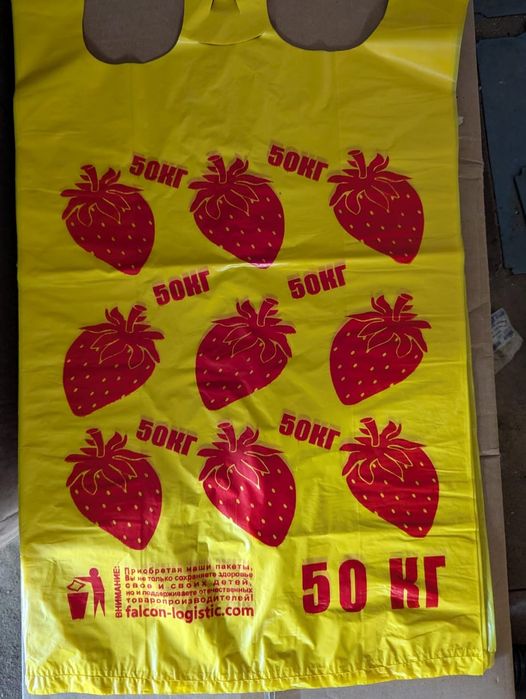 50КГ
50КГ
50КГ
50КГ
50КГ
50КГ
ВНИМАНИЕ:
Приобретая наши пакеты,
Вы не только сохраняете здоровье
свое и своих детей,
но и поддерживаете отечественных
товаропроизводителей!
falcon-logistic.com
50 КГ